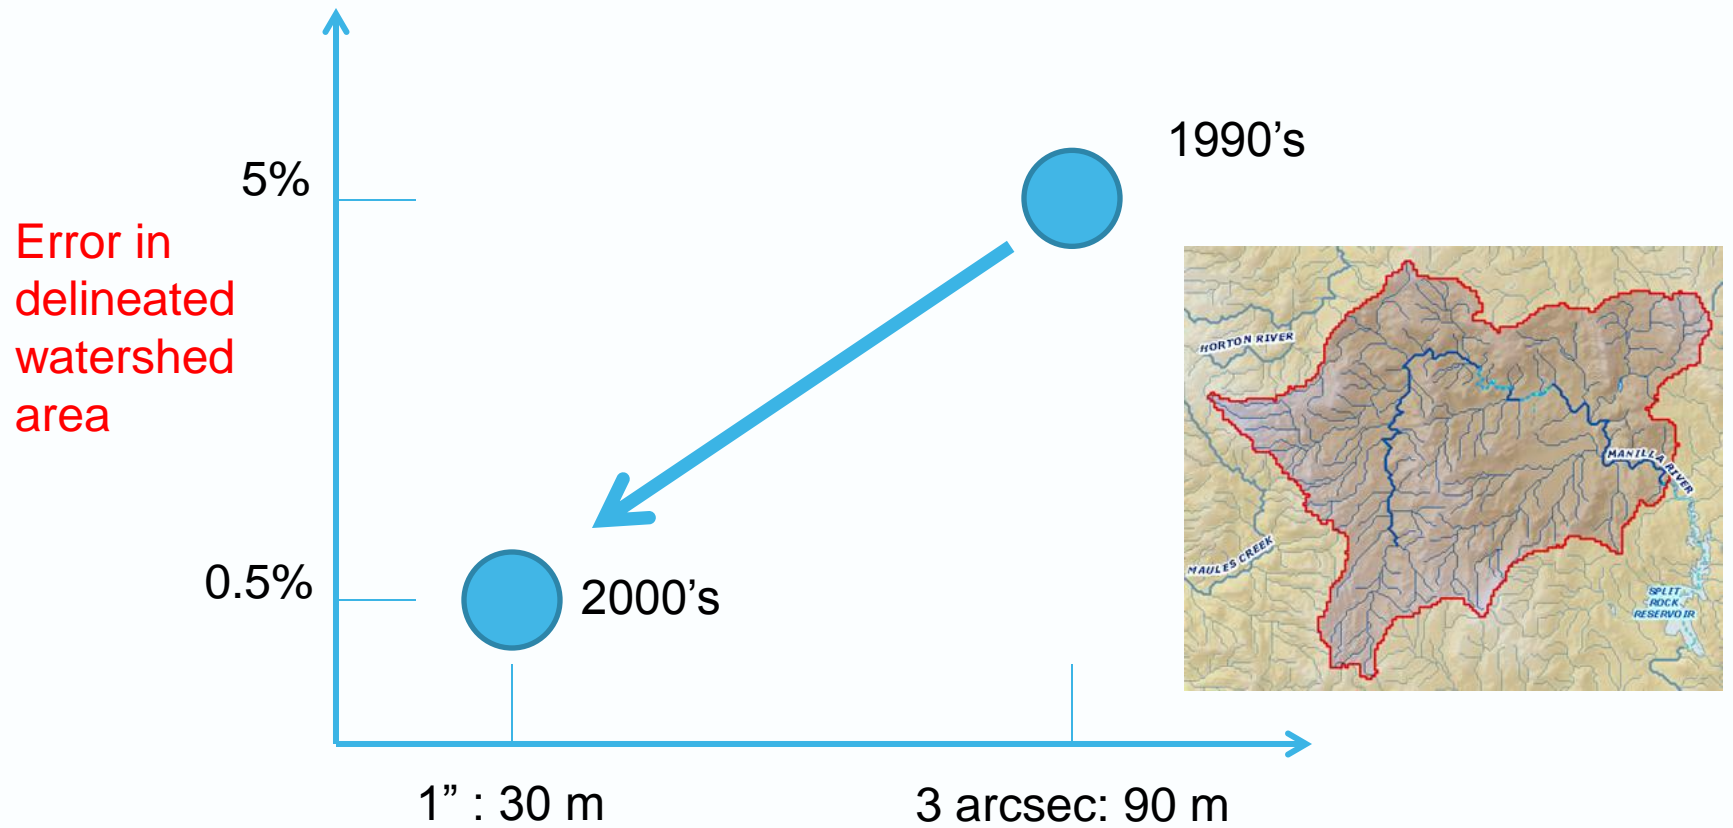 1990’s
5%
Error in
delineated
watershed
area
HORTON RIVER
MANILLA RIVER
MAULES CREEK
SPLIT
ROCK
RESERVOIR
0.5%
2000’s
1” : 30 m
3 arcsec: 90 m